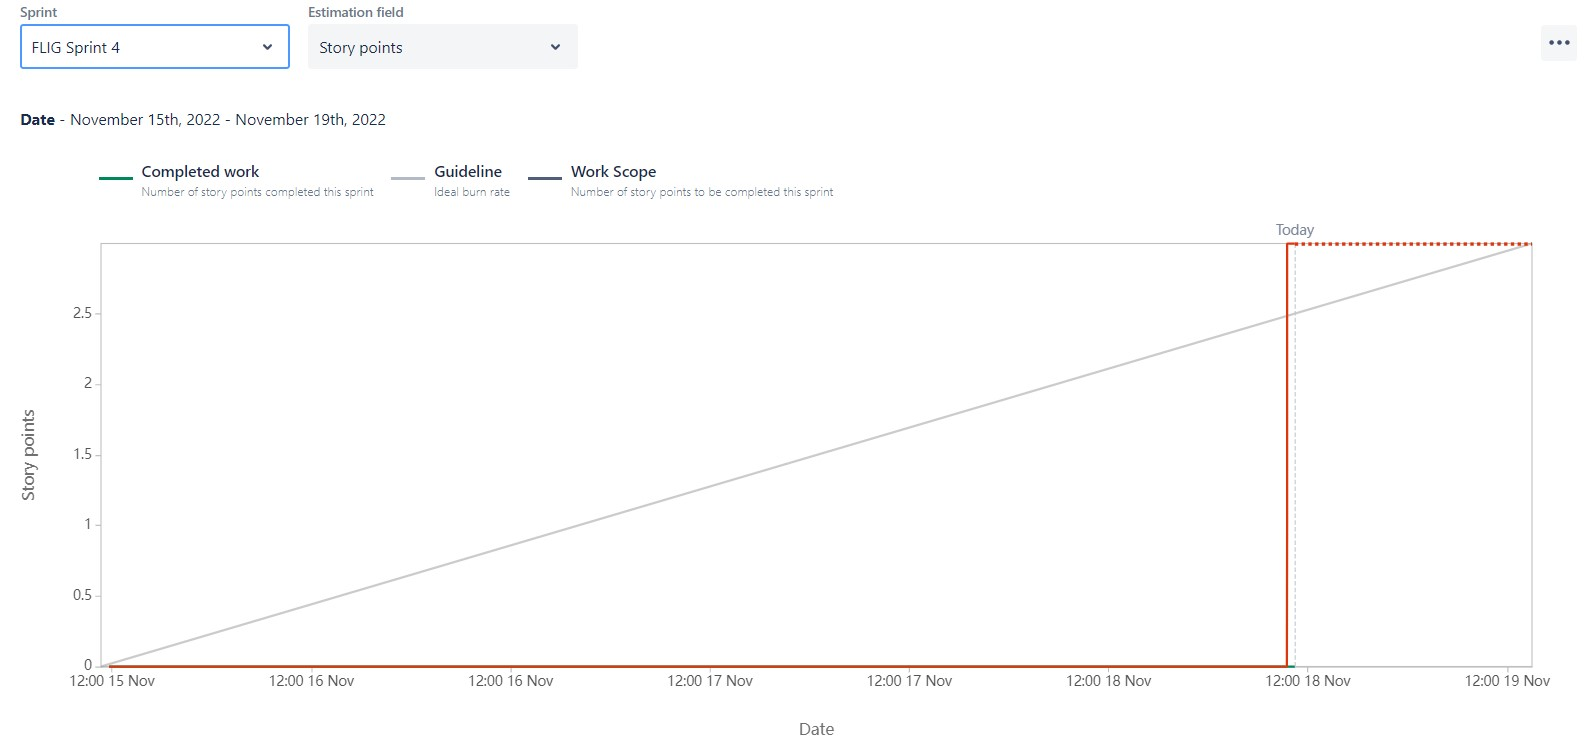 Sprint
Estimation field
FLIG Sprint 4
Story points
Date - November 15th, 2022 - November 19th, 2022
Completed work
Number of story points completed this sprint
Guideline
Ideal burn rate
Work Scope
Number of story points to be completed this sprint
Today
2.5
2
1.5
1
0.5
0
Story points
12:00 15 Nov
12:00 16 Nov
12:00 16 Nov
12:00 17 Nov
12:00 17 Nov
12:00 18 Nov
12:00 18 Nov
12:00 19 Nov
Date